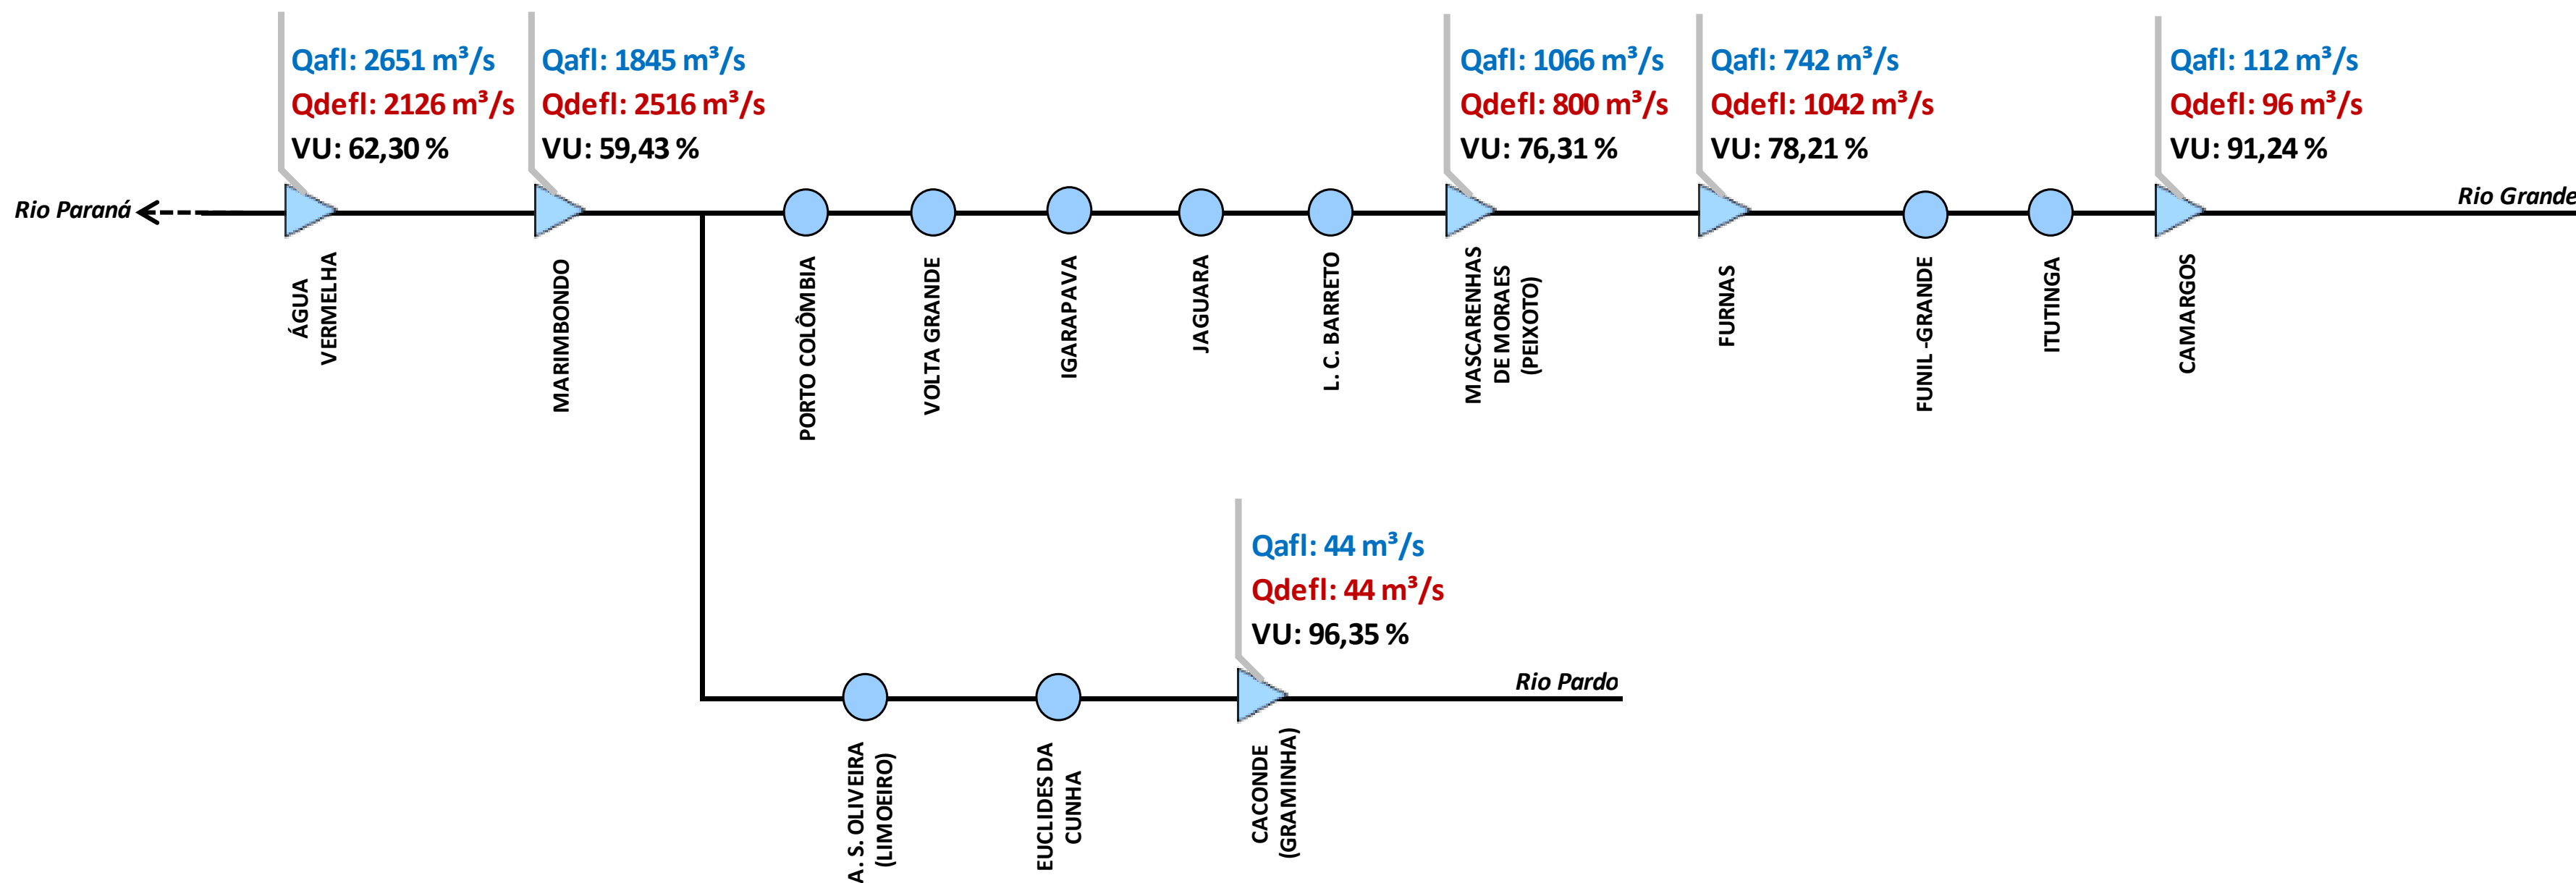 Qafl: 2651 m³/s
Qdefl: 2126 m³/s
VU: 62,30 %
Qafl: 1845 m³/s
Qdefl: 2516 m³/s
VU: 59,43 %
Qafl: 1066 m³/s
Qdefl: 800 m³/s
VU: 76,31 %
Qafl: 742 m³/s
Qdefl: 1042 m³/s
VU: 78,21 %
Qafl: 112 m³/s
Qdefl: 96 m³/s
VU: 91,24 %
Rio Paraná
Rio Grande
ÁGUA
VERMELHA
MARIMBONDO
PORTO COLÔMBIA
VOLTA GRANDE
IGARAPAVA
JAGUARA
L. C. BARRETO
MASCARENHAS
DE MORAES
(PEIXOTO)
FURNAS
FUNIL -GRANDE
ITUTINGA
CAMARGOS
Qafl: 44 m³/s
Qdefl: 44 m³/s
VU: 96,35 %
Rio Pardo
A. S. OLIVEIRA
(LIMOEIRO)
EUCLIDES DA
CUNHA
CACONDE
(GRAMINHA)